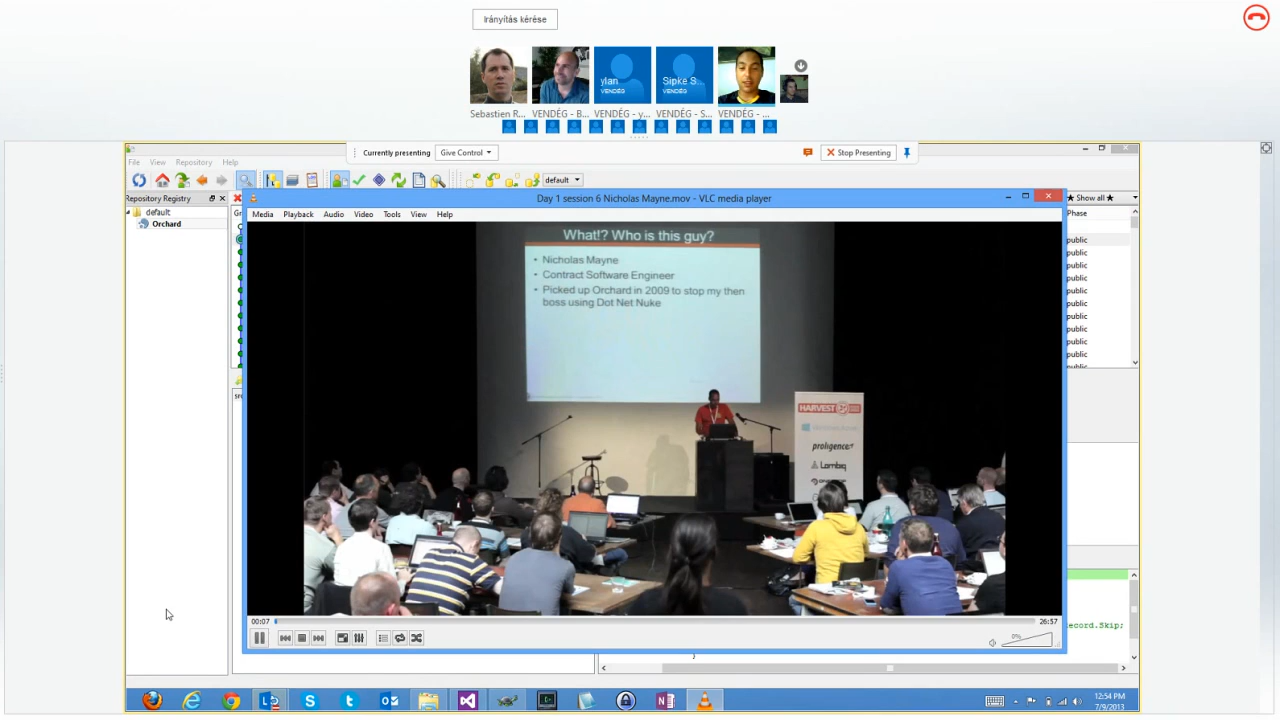 Irányítás kérése
ylan
VENDÉG
Sipke S...
VENDÉG
Sebastien R...
VENDÉG - B...
VENDÉG - y...
VENDÉG - S...
VENDÉG - ...
Currently presenting
Give Control
Stop Presenting
File View Repository Help
default
Repository Registry
default
Orchard
Show all
Phase
public
public
public
public
public
public
public
public
public
public
Day 1 session 6 Nicholas Mayne.mov - VLC media player
Media Playback Audio Video Tools View Help
What!? Who is this guy?
• Nicholas Mayne
• Contract Software Engineer
• Picked up Orchard in 2009 to stop my then
boss using Dot Net Nuke
HARVEST
proligence
Lombiq
00:07
26:57
0%
ecord.Skip;
}
12:54 PM
7/9/2013